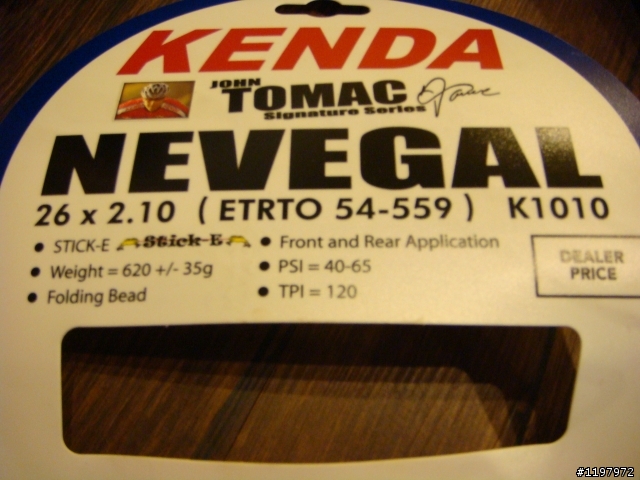 KENDA
JOHN
TOMAC
Signature Series
NEVEGAL
26 x 2.10 ( ETRTO 54-559 ) K1010
• STICK-E Stick-E
• Weight = 620 +/- 35g
• Folding Bead
• Front and Rear Application
• PSI = 40-65
• TPI = 120
DEALER
PRICE
#1197972